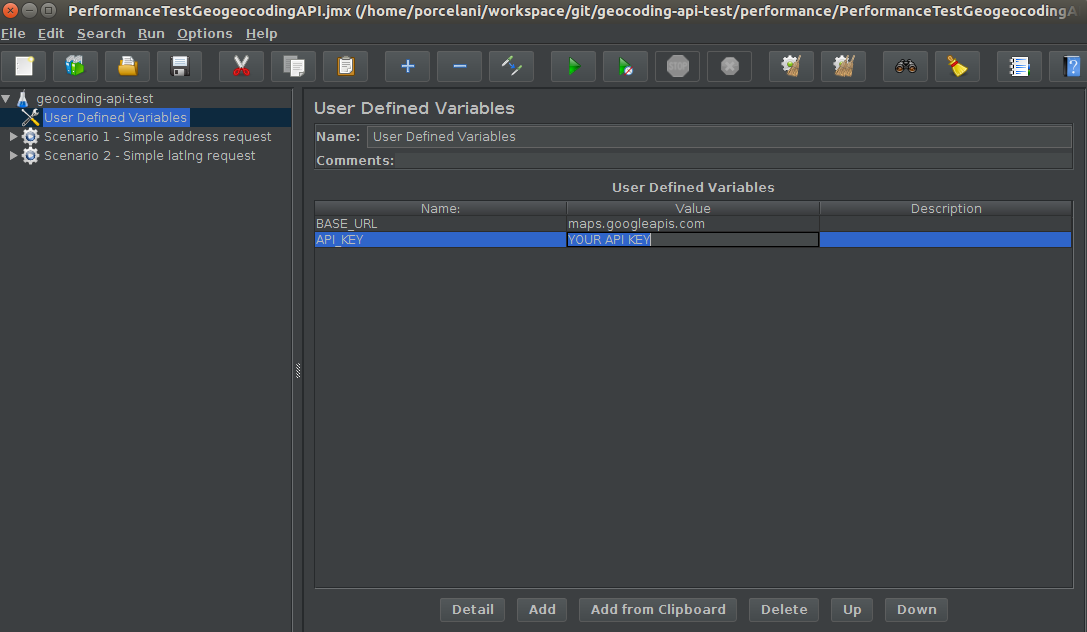 PerformanceTestGeogeocodingAPI.jmx (/home/porcelani/workspace/git/geocoding-api-test/performance/PerformanceTestGeogeocodingA
File Edit Search Run Options Help
STOP
geocoding-api-test
User Defined Variables
Scenario 1 - Simple address request
Scenario 2 - Simple latlng request
User Defined Variables
Name: User Defined Variables
Comments:
User Defined Variables
Name: Value Description
BASE_URL maps.googleapis.com
API_KEY YOUR API KEY
Detail Add Add from Clipboard Delete Up Down